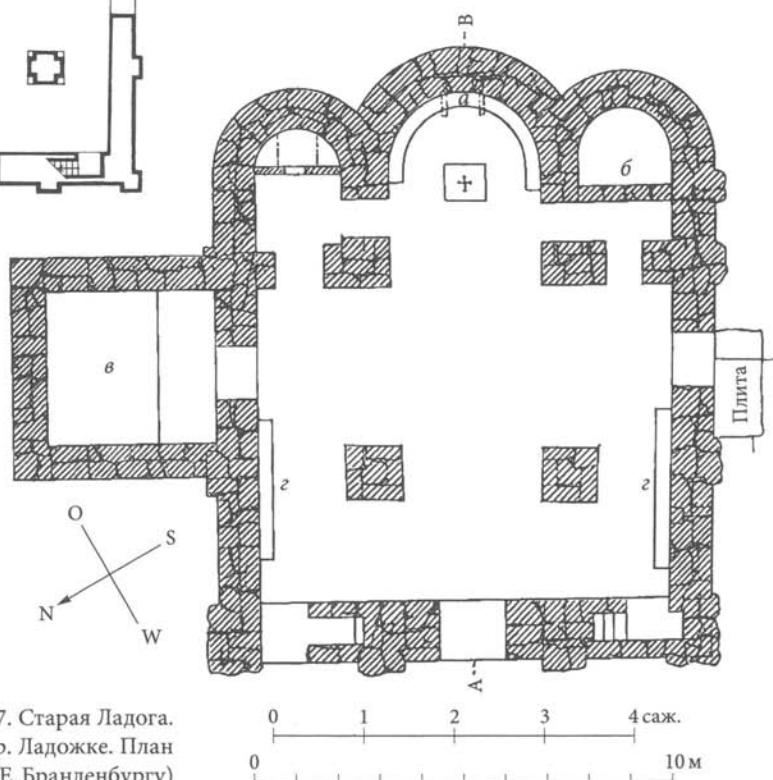 В
а
б
в
г
г
Плита
O
S
N
W
А
7. Старая Ладога.
р. Ладожке. План
Е. Бранденбургу)
0 1 2 3 4 саж.
0 10 м